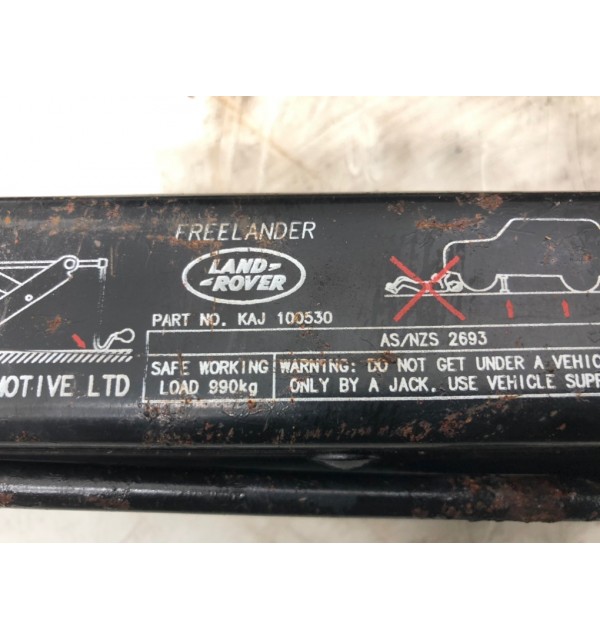 FREELANDER
LAND-
-ROVER
PART NO. KAJ 100530
AS/NZS 2693
MOTIVE LTD
SAFE WORKING
LOAD 990kg
WARNING: DO NOT GET UNDER A VEHIC
ONLY BY A JACK. USE VEHICLE SUPP